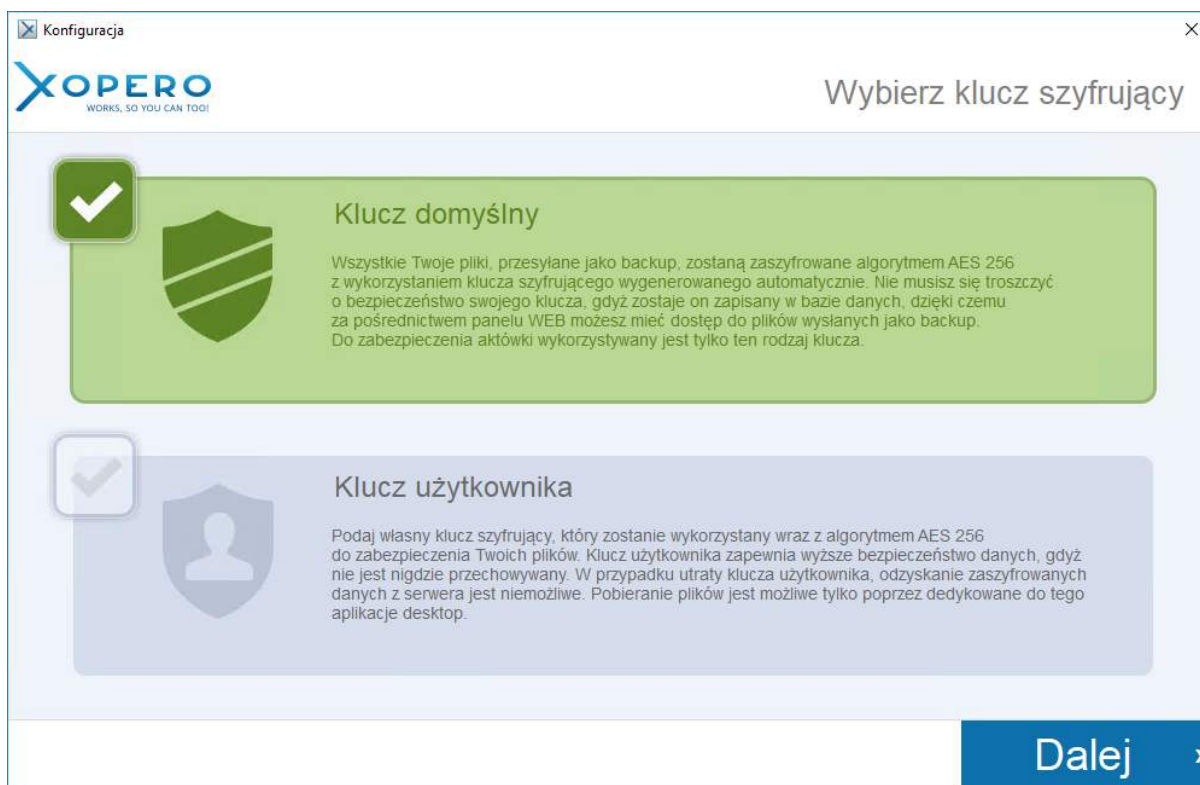 Konfiguracja
XOPERO
WORKS, SO YOU CAN TOO!
Wybierz klucz szyfrujący
Klucz domyślny
Wszystkie Twoje pliki, przesyłane jako backup, zostaną zaszyfrowane algorytmem AES 256
z wykorzystaniem klucza szyfrującego wygenerowanego automatycznie. Nie musisz się troszczyć
o bezpieczeństwo swojego klucza, gdyż zostaje on zapisany w bazie danych, dzięki czemu
za pośrednictwem panelu WEB możesz mieć dostęp do plików wysłanych jako backup.
Do zabezpieczenia aktówki wykorzystywany jest tylko ten rodzaj klucza.
Klucz użytkownika
Podaj własny klucz szyfrujący, który zostanie wykorzystany wraz z algorytmem AES 256
do zabezpieczenia Twoich plików. Klucz użytkownika zapewnia wyższe bezpieczeństwo danych, gdyż
nie jest nigdzie przechowywany. W przypadku utraty klucza użytkownika, odzyskanie zaszyfrowanych
danych z serwera jest niemożliwe. Pobieranie plików jest możliwe tylko poprzez dedykowane do tego
aplikacje desktop.
Dalej